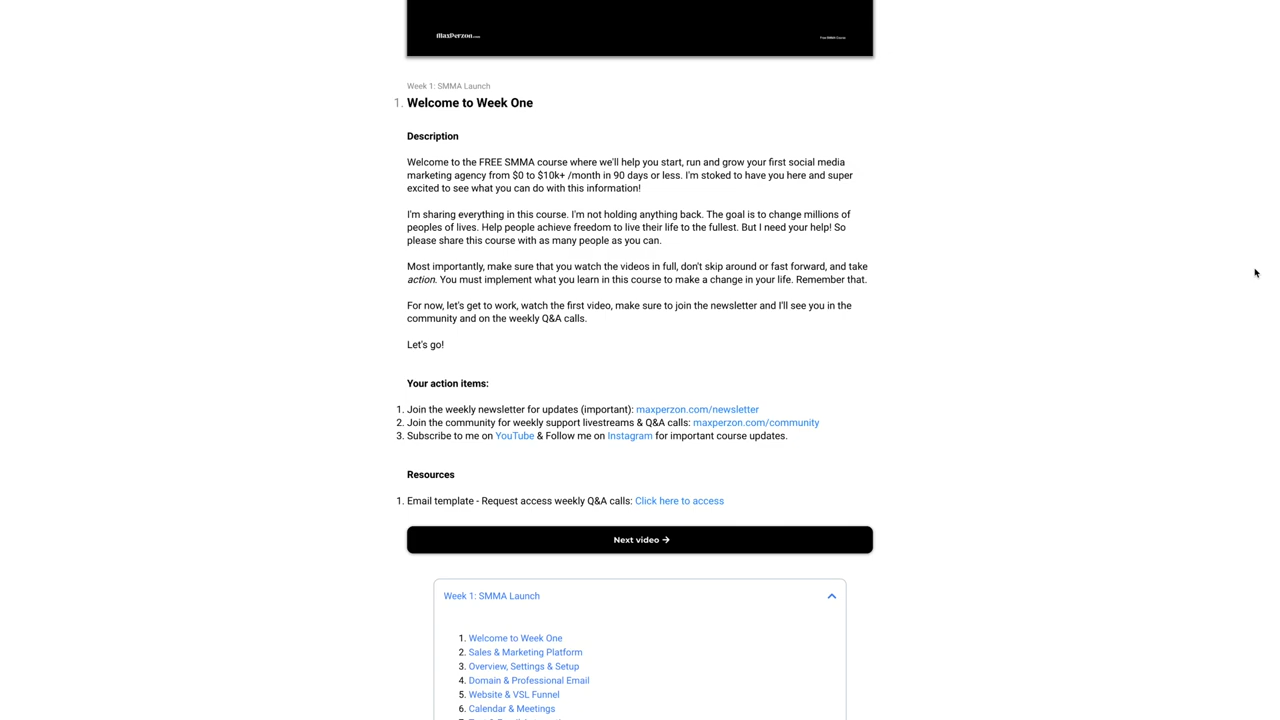 MaxPerzon.com
Free SMMA Course
Week 1: SMMA Launch
1. Welcome to Week One
Description
Welcome to the FREE SMMA course where we'll help you start, run and grow your first social media
marketing agency from $0 to $10k+ /month in 90 days or less. I'm stoked to have you here and super
excited to see what you can do with this information!
I'm sharing everything in this course. I'm not holding anything back. The goal is to change millions of
peoples of lives. Help people achieve freedom to live their life to the fullest. But I need your help! So
please share this course with as many people as you can.
Most importantly, make sure that you watch the videos in full, don't skip around or fast forward, and take
action. You must implement what you learn in this course to make a change in your life. Remember that.
For now, let's get to work, watch the first video, make sure to join the newsletter and I'll see you in the
community and on the weekly Q&A calls.
Let's go!
Your action items:
1. Join the weekly newsletter for updates (important): maxperzon.com/newsletter
2. Join the community for weekly support livestreams & Q&A calls: maxperzon.com/community
3. Subscribe to me on YouTube & Follow me on Instagram for important course updates.
Resources
1. Email template - Request access weekly Q&A calls: Click here to access
Next video →
Week 1: SMMA Launch
1. Welcome to Week One
2. Sales & Marketing Platform
3. Overview, Settings & Setup
4. Domain & Professional Email
5. Website & VSL Funnel
6. Calendar & Meetings